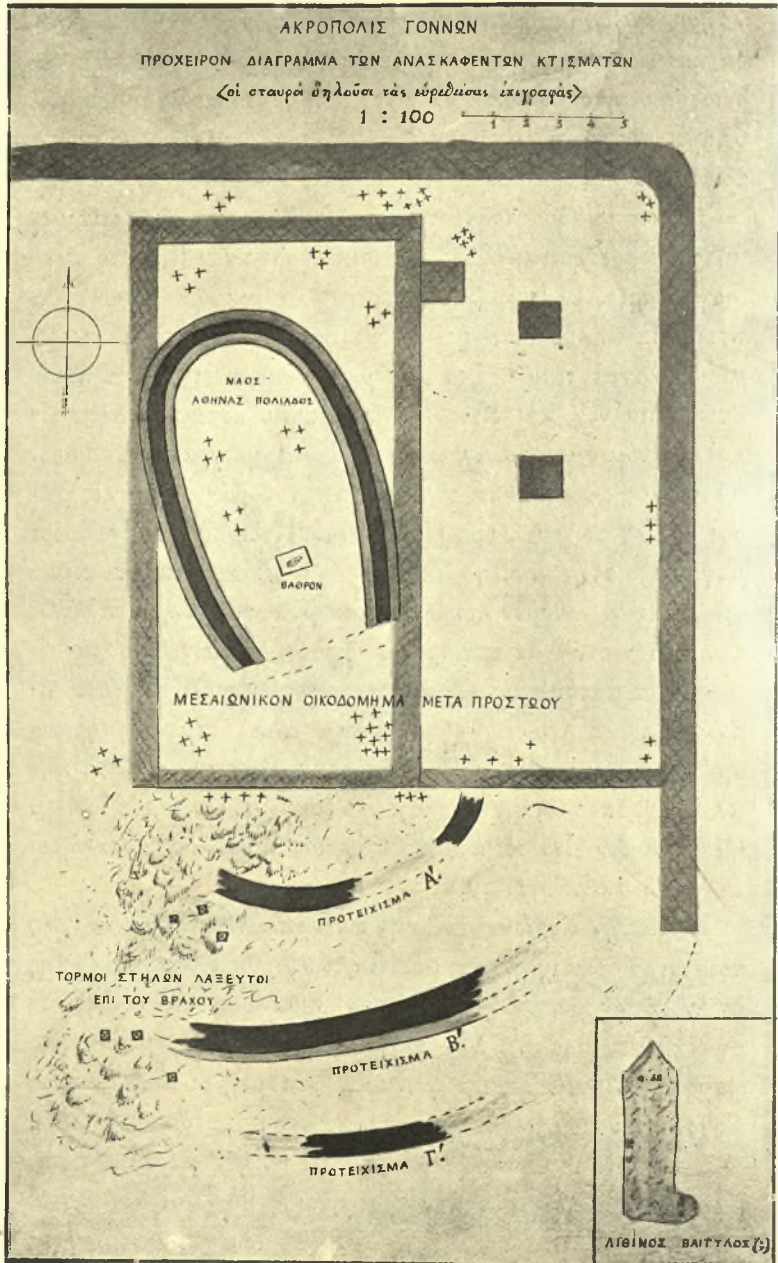 ΑΚΡΟΠΟΛΙΣ ΓΟΝΝΩΝ
ΠΡΟΧΕΙΡΟΝ ΔΙΑΓΡΑΜΜΑ ΤΩΝ ΑΝΑΣΚΑΦΕΝΤΩΝ ΚΤΙΣΜΑΤΩΝ
<οἱ σταυροὶ δηλοῦσι τὰς εὑρεθείσας ἐπιγραφάς>
1 : 100
1 2 3 4 5
ΝΑΟΣ
ΑΘΗΝΑΣ ΠΟΛΙΑΔΟΣ
ΒΑΘΡΟΝ
ΜΕΣΑΙΩΝΙΚΟΝ ΟΙΚΟΔΟΜΗΜΑ ΜΕΤΑ ΠΡΟΣΤΩΟΥ
ΠΡΟΤΕΙΧΙΣΜΑ Α΄.
ΤΟΡΜΟΙ ΣΤΗΛΩΝ ΛΑΞΕΥΤΟΙ
ΕΠΙ ΤΟΥ ΒΡΑΧΟΥ
ΠΡΟΤΕΙΧΙΣΜΑ Β΄.
ΠΡΟΤΕΙΧΙΣΜΑ Γ΄.
ΛΙΘΙΝΟΣ ΒΑΙΤΥΛΟΣ(;)